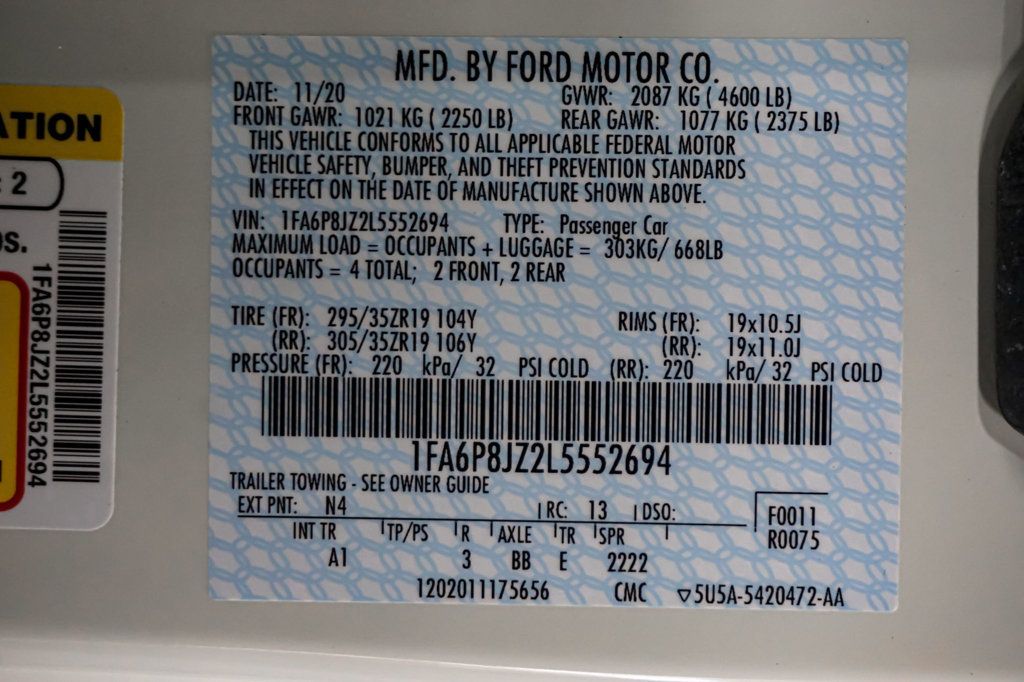 ATION
: 2
os.
1FA6P8JZ2L5552694
MFD. BY FORD MOTOR CO.
DATE: 11/20 GVWR: 2087 KG ( 4600 LB)
FRONT GAWR: 1021 KG ( 2250 LB) REAR GAWR: 1077 KG ( 2375 LB)
THIS VEHICLE CONFORMS TO ALL APPLICABLE FEDERAL MOTOR
VEHICLE SAFETY, BUMPER, AND THEFT PREVENTION STANDARDS
IN EFFECT ON THE DATE OF MANUFACTURE SHOWN ABOVE.
VIN: 1FA6P8JZ2L5552694 TYPE: Passenger Car
MAXIMUM LOAD = OCCUPANTS + LUGGAGE = 303KG/ 668LB
OCCUPANTS = 4 TOTAL; 2 FRONT, 2 REAR
TIRE (FR): 295/35ZR19 104Y RIMS (FR): 19x10.5J
(RR): 305/35ZR19 106Y (RR): 19x11.0J
PRESSURE (FR): 220 kPa/ 32 PSI COLD (RR): 220 kPa/ 32 PSI COLD
1FA6P8JZ2L5552694
TRAILER TOWING - SEE OWNER GUIDE
EXT PNT: N4 RC: 13 DSO: F0011
R0075
INT TR TP/PS R AXLE TR SPR
A1 3 BB E 2222
1202011175656 CMC ▽5U5A-5420472-AA